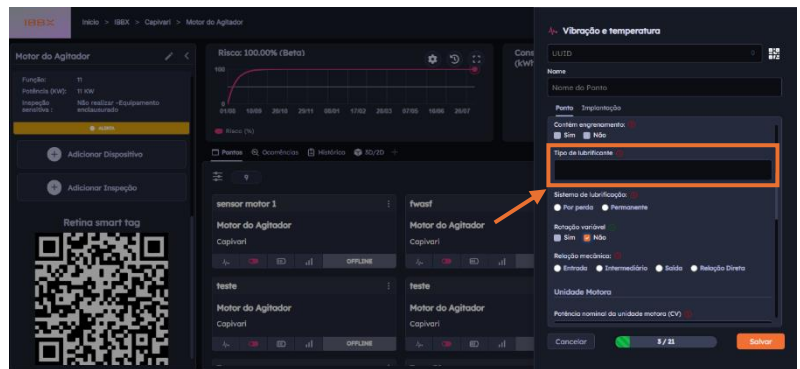 IBBX
Início > IBBX > Capivari > Motor do Agitador
Motor do Agitador
Função: 11
Potência (KW): 11 KW
Inspeção sensitiva : Não realizar -Equipamento enclausurado
Adicionar Dispositivo
Adicionar Inspeção
Retina smart tag
Risco: 100.00% (Beta)
100
0
Risco (%)
Cons
(kWh
Pontos Ocorrências Histórico 3D/2D +
9
sensor motor 1
Motor do Agitador
Capivari
OFFLINE
fwasf
Motor do Agitador
Capivari
teste
Motor do Agitador
Capivari
OFFLINE
teste
Motor do Agitador
Capivari
Vibração e temperatura
UUID
Nome
Nome do Ponto
Ponto Implantação
Contém engrenamento:
Sim Não
Tipo de lubrificante
Sistema de lubrificação:
Por perda Permanente
Rotação variável
Sim Não
Relação mecânica:
Entrada Intermediário Saída Relação Direta
Unidade Motora
Potência nominal da unidade motora (CV)
Cancelar
3 / 21
Salvar